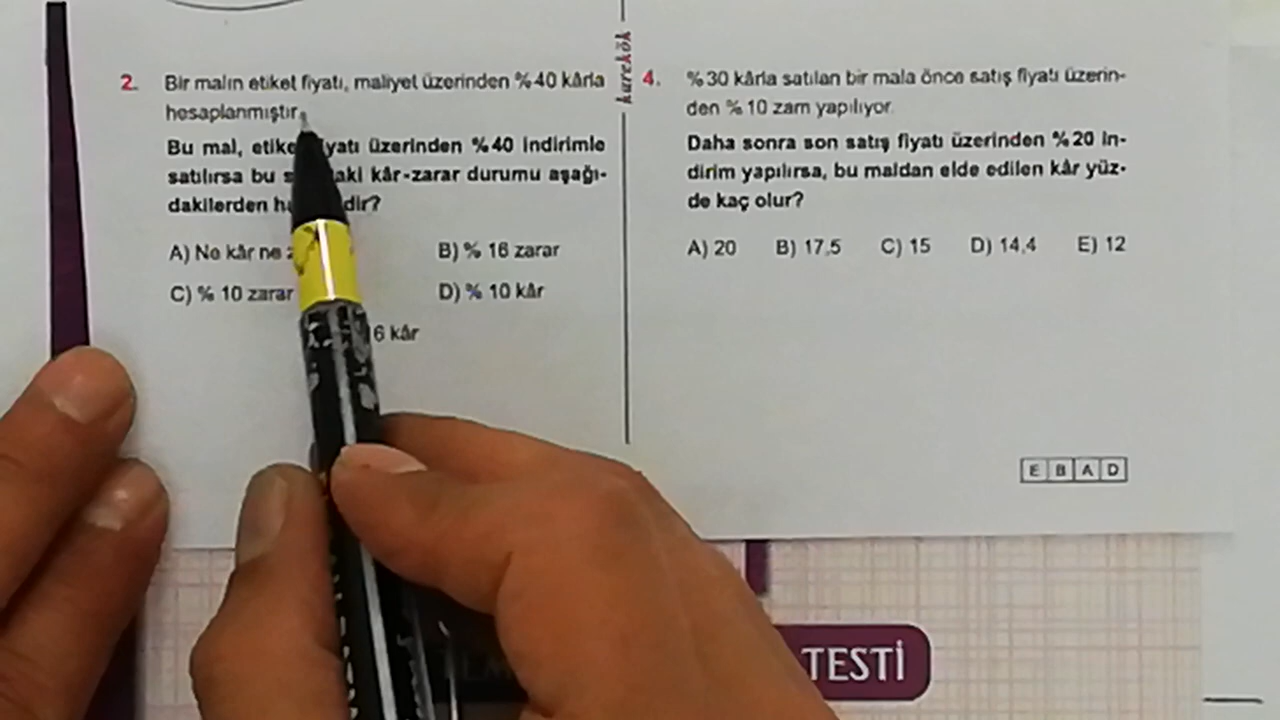 2. Bir malın etiket fiyatı, maliyet üzerinden %40 kârla
hesaplanmıştır.
Bu mal, etike yatı üzerinden %40 indirimle
satılırsa bu s aki kâr-zarar durumu aşağı-
dakilerden ha dir?
A) Ne kâr ne z
B) % 16 zarar
C) % 10 zarar
D) % 10 kâr
6 kâr
karekök
4. %30 kârla satılan bir mala önce satış fiyatı üzerin-
den % 10 zam yapılıyor.
Daha sonra son satış fiyatı üzerinden %20 in-
dirim yapılırsa, bu maldan elde edilen kâr yüz-
de kaç olur?
A) 20 B) 17,5 C) 15 D) 14,4 E) 12
E B A D
TESTİ